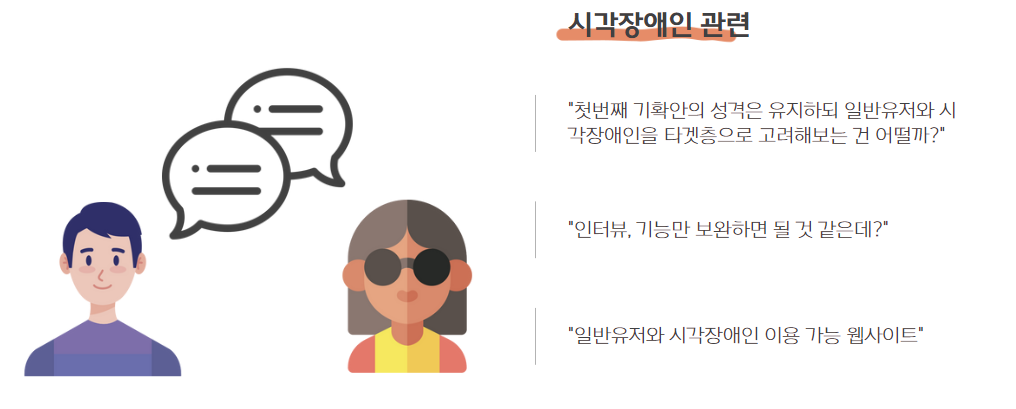 시각장애인 관련
"첫번째 기확안의 성격은 유지하되 일반유저와 시
각장애인을 타겟층으로 고려해보는 건 어떨까?"
"인터뷰, 기능만 보완하면 될 것 같은데?"
"일반유저와 시각장애인 이용 가능 웹사이트"